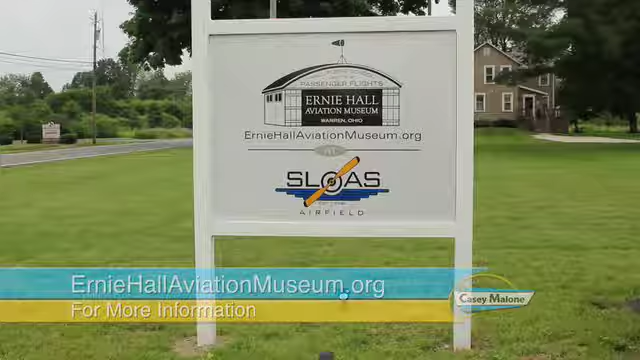 PASSENGER FLIGHTS
ERNIE HALL
AVIATION MUSEUM
WARREN, OHIO
ErnieHallAviationMuseum.org
AT
SLOAS
AIRFIELD
ErnieHallAviationMuseum.org
For More Information
Casey Malone